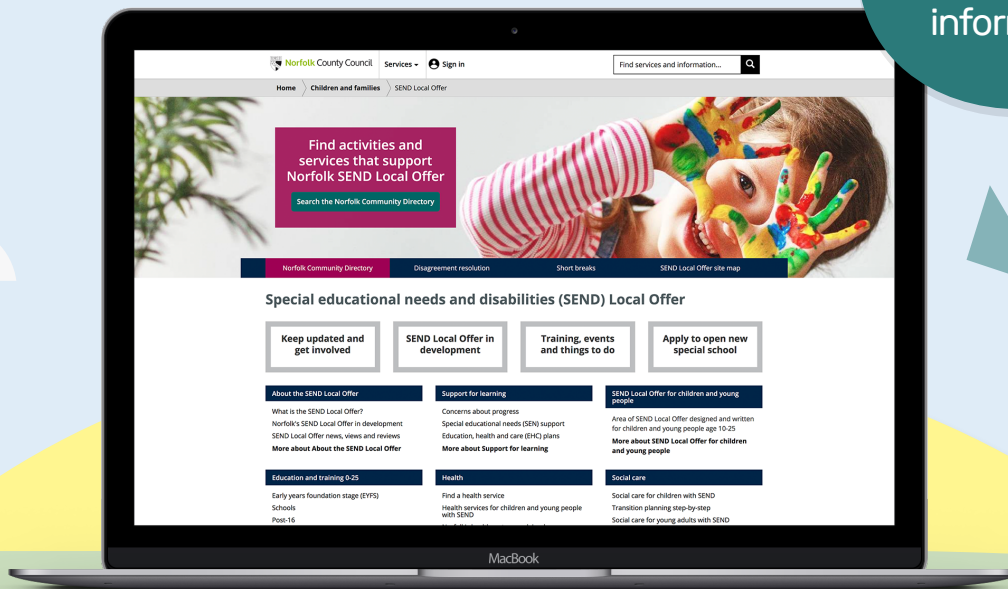 inform
Norfolk County Council
Services
Sign in
Find services and information...
Home
Children and families
SEND Local Offer
Find activities and
services that support
Norfolk SEND Local Offer
Search the Norfolk Community Directory
Norfolk Community Directory
Disagreement resolution
Short breaks
SEND Local Offer site map
Special educational needs and disabilities (SEND) Local Offer
Keep updated and
get involved
SEND Local Offer in
development
Training, events
and things to do
Apply to open new
special school
About the SEND Local Offer
What is the SEND Local Offer?
Norfolk's SEND Local Offer in development
SEND Local Offer news, views and reviews
More about About the SEND Local Offer
Support for learning
Concerns about progress
Special educational needs (SEN) support
Education, health and care (EHC) plans
More about Support for learning
SEND Local Offer for children and young
people
Area of SEND Local Offer designed and written
for children and young people age 10-25
More about SEND Local Offer for children
and young people
Education and training 0-25
Early years foundation stage (EYFS)
Schools
Post-16
Health
Find a health service
Health services for children and young people
with SEND
Social care
Social care for children with SEND
Transition planning step-by-step
Social care for young adults with SEND
MacBook